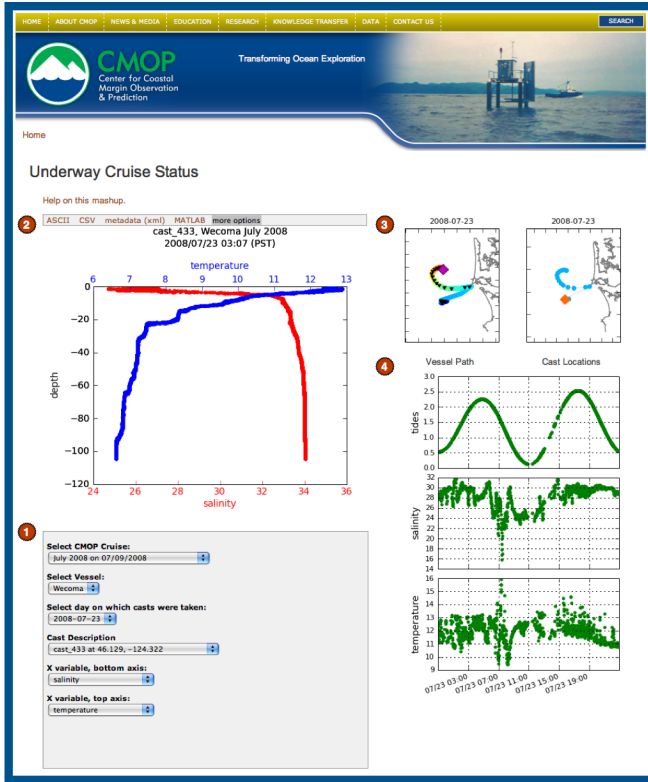 HOME ABOUT CMOP NEWS & MEDIA EDUCATION RESEARCH KNOWLEDGE TRANSFER DATA CONTACT US SEARCH
CMOP
Center for Coastal
Margin Observation
& Prediction
Transforming Ocean Exploration
Home
Underway Cruise Status
Help on this mashup.
2
ASCII CSV metadata (xml) MATLAB more options
cast_433, Wecoma July 2008
2008/07/23 03:07 (PST)
temperature
6 7 8 9 10 11 12 13
0
−20
−40
−60
−80
−100
−120
depth
24 26 28 30 32 34 36
salinity
1
Select CMOP Cruise:
July 2008 on 07/09/2008
Select Vessel:
Wecoma
Select day on which casts were taken:
2008-07-23
Cast Description
cast_433 at 46.129, -124.322
X variable, bottom axis:
salinity
X variable, top axis:
temperature
3
2008-07-23 2008-07-23
4
Vessel Path Cast Locations
3.0
2.5
2.0
1.5
1.0
0.5
0.0
tides
32
30
28
26
24
22
20
18
16
14
salinity
16
15
14
13
12
11
10
9
temperature
07/23 03:00 07/23 07:00 07/23 11:00 07/23 15:00 07/23 19:00